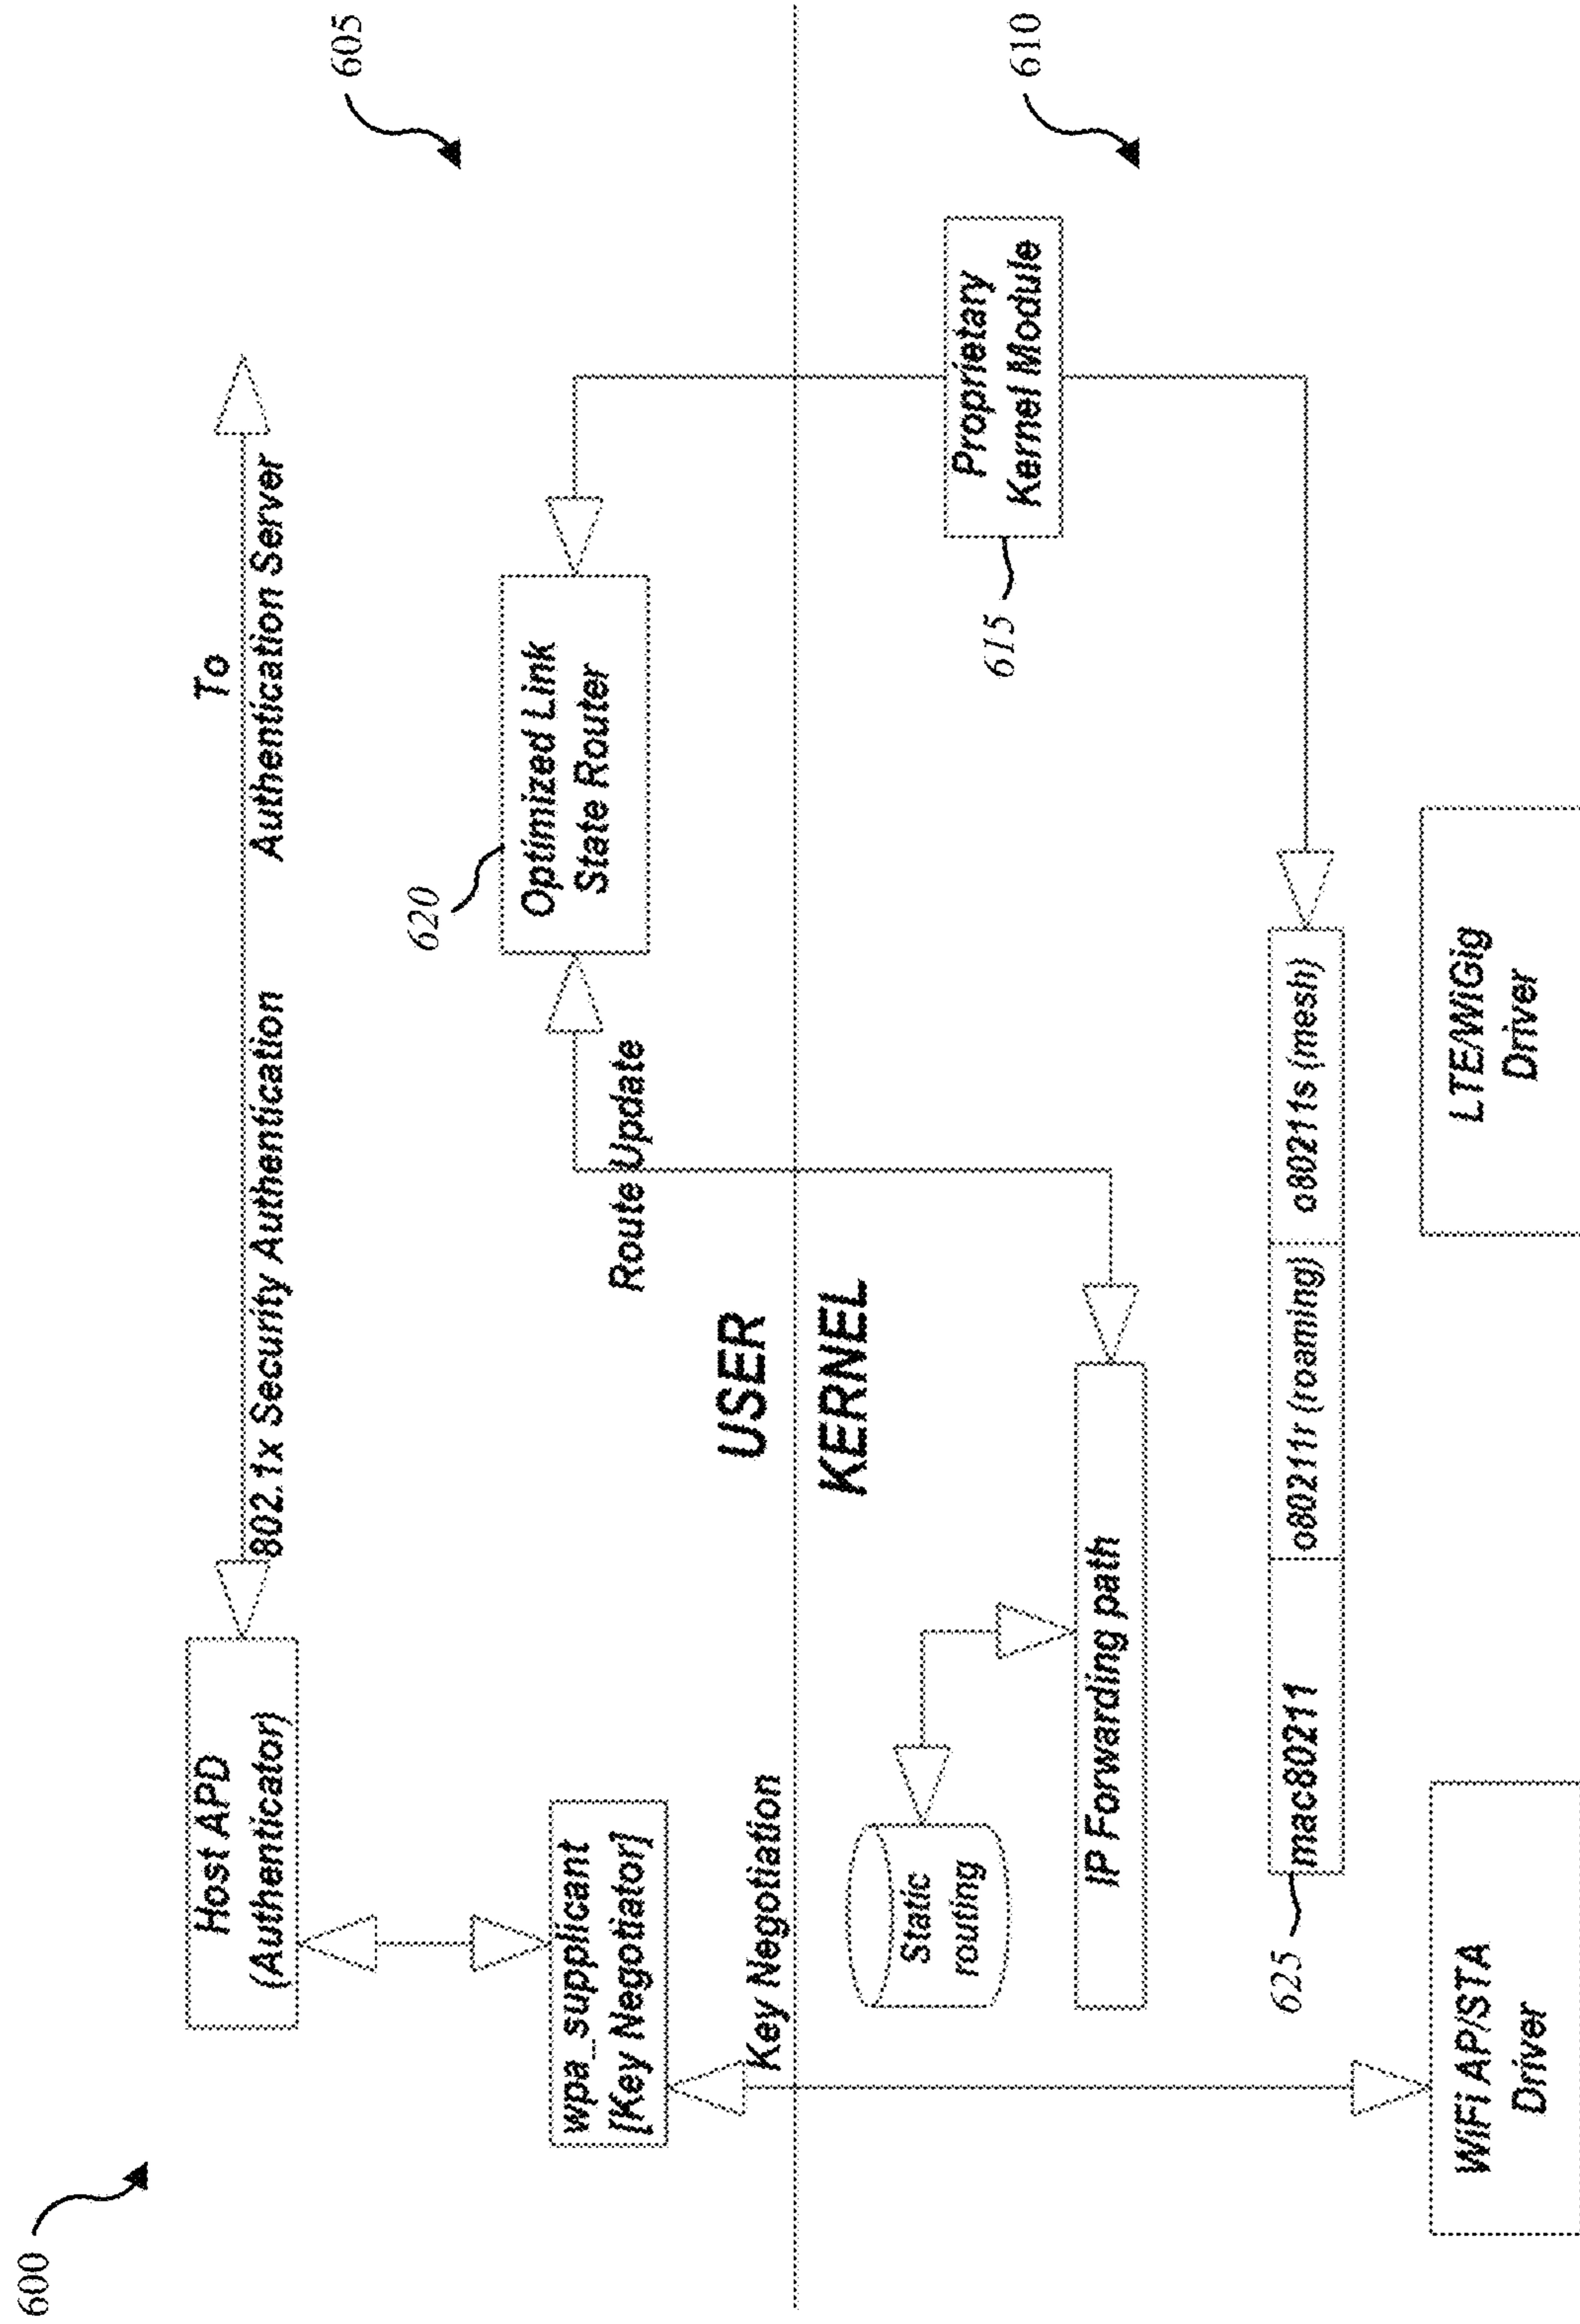 600
605
To
802.1x Security Authentication
Authentication Server
Host APD
(Authenticator)
620
Optimized Link
State Router
wpa_supplicant
[Key Negotiator]
Route Update
Key Negotiation
USER
KERNEL
610
Static
routing
Proprietary
Kernel Module
615
IP Forwarding path
625
mac80211
o80211r (roaming)
o80211s (mesh)
WiFi AP/STA
Driver
LTE/WiGig
Driver